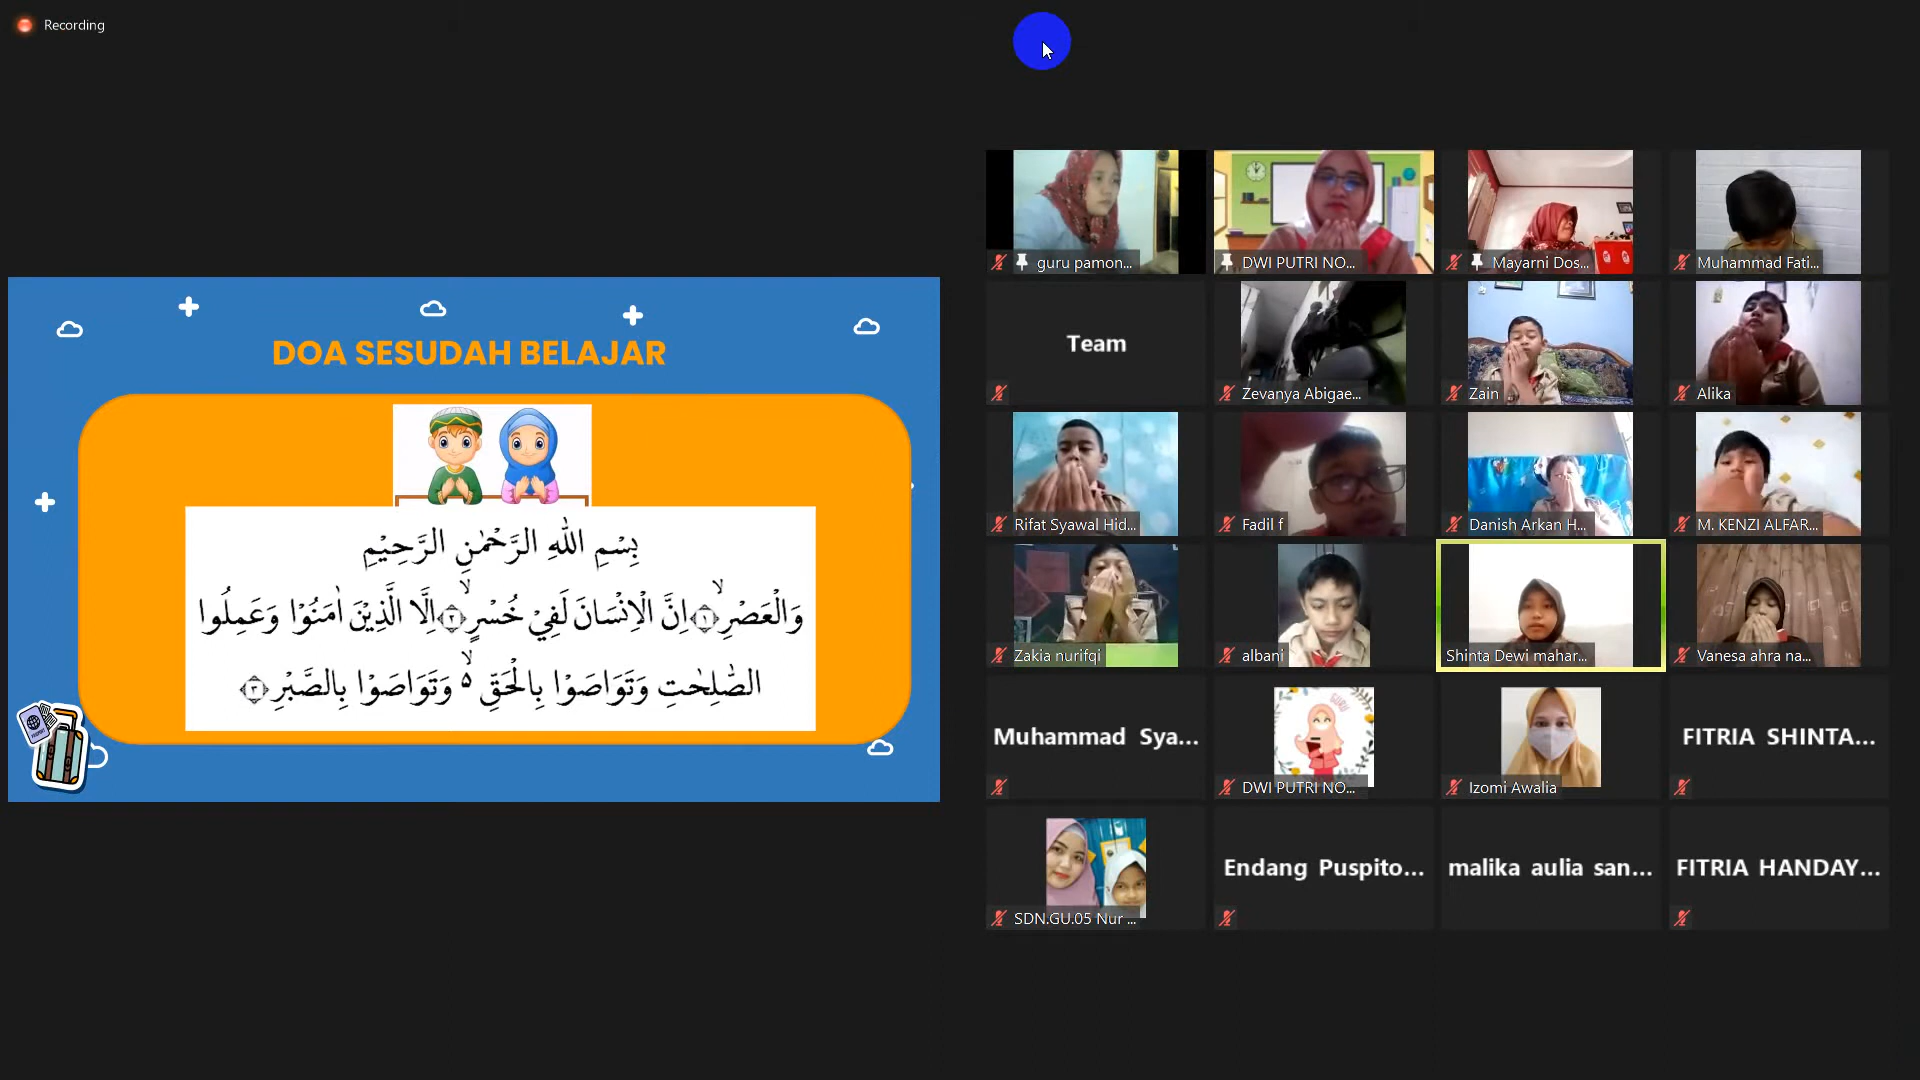 Recording
DOA SESUDAH BELAJAR
بِسْمِ اللّٰهِ الرَّحْمٰنِ الرَّحِيْمِ
وَالْعَصْرِۙ ۝١ اِنَّ الْاِنْسَانَ لَفِيْ خُسْرٍۙ ۝٢ اِلَّا الَّذِيْنَ اٰمَنُوْا وَعَمِلُوا
الصّٰلِحٰتِ وَتَوَاصَوْا بِالْحَقِّ ەۙ وَتَوَاصَوْا بِالصَّبْرِ ۝٣
guru pamon...
DWI PUTRI NO...
Mayarni Dos...
Muhammad Fati...
Team
Zevanya Abigae...
Zain
Alika
Rifat Syawal Hid...
Fadil f
Danish Arkan H...
M. KENZI ALFAR...
Zakia nurifqi
albani
Shinta Dewi mahar...
Vanesa ahra na...
Muhammad Sya...
GURU
DWI PUTRI NO...
Izomi Awalia
FITRIA SHINTA...
SDN.GU.05 Nur ...
Endang Puspito...
malika aulia san...
FITRIA HANDAY...